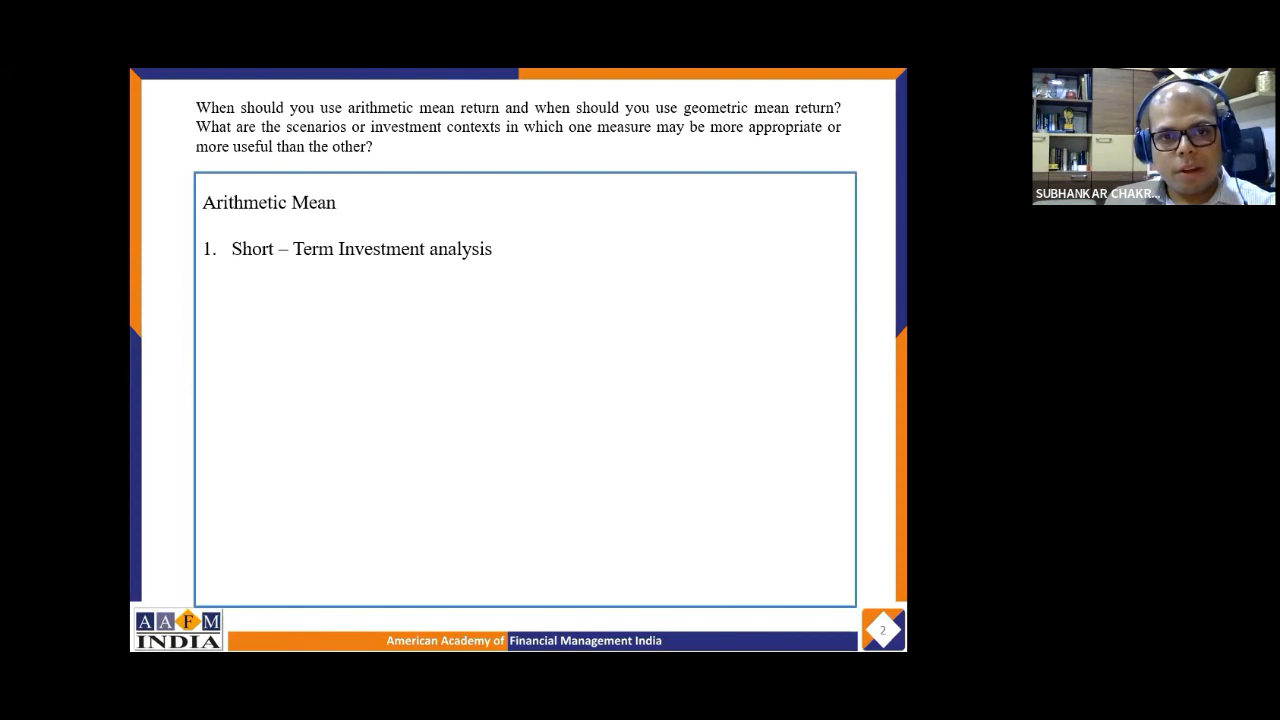 When should you use arithmetic mean return and when should you use geometric mean return?
What are the scenarios or investment contexts in which one measure may be more appropriate or
more useful than the other?
Arithmetic Mean
1. Short – Term Investment analysis
SUBHANKAR CHAKR...
AAFM
INDIA
American Academy of Financial Management India
2